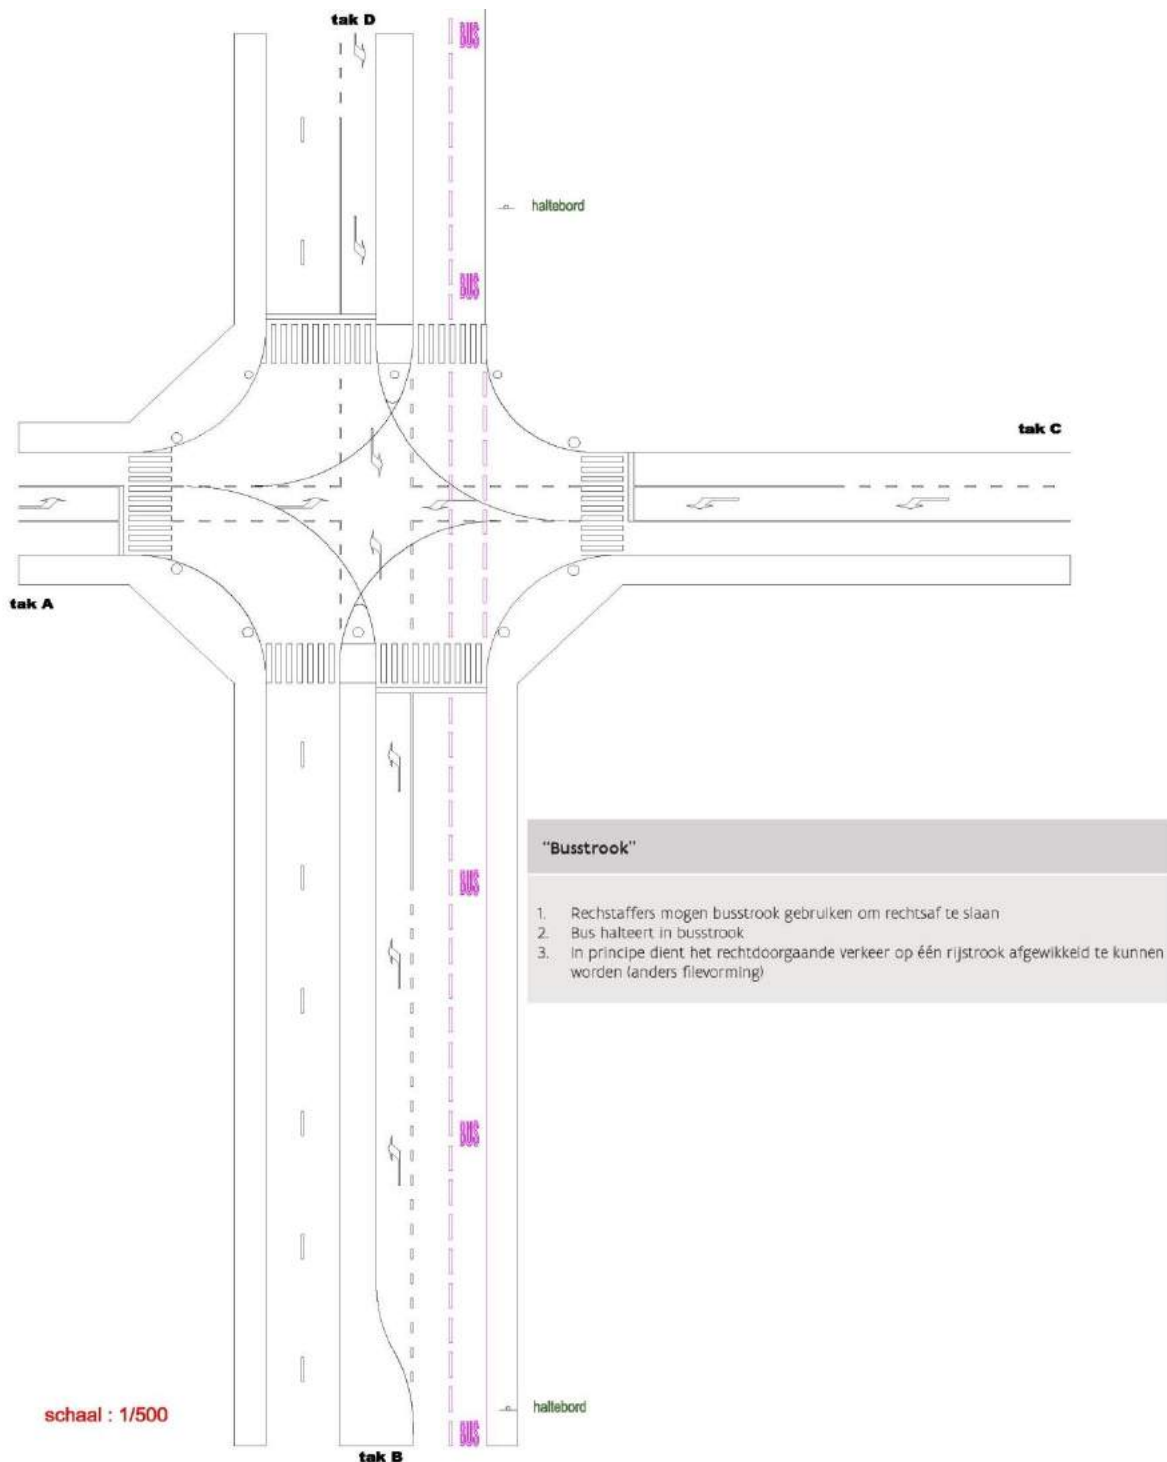 tak D
BUS
haltebord
BUS
tak C
tak A
"Busstrook"
BUS
1. Rechstaffers mogen busstrook gebruiken om rechtsaf te slaan
2. Bus halteert in busstrook
3. In principe dient het rechtdoorgaande verkeer op één rijstrook afgewikkeld te kunnen
worden (anders filevorming)
BUS
haltebord
schaal : 1/500
BUS
tak B